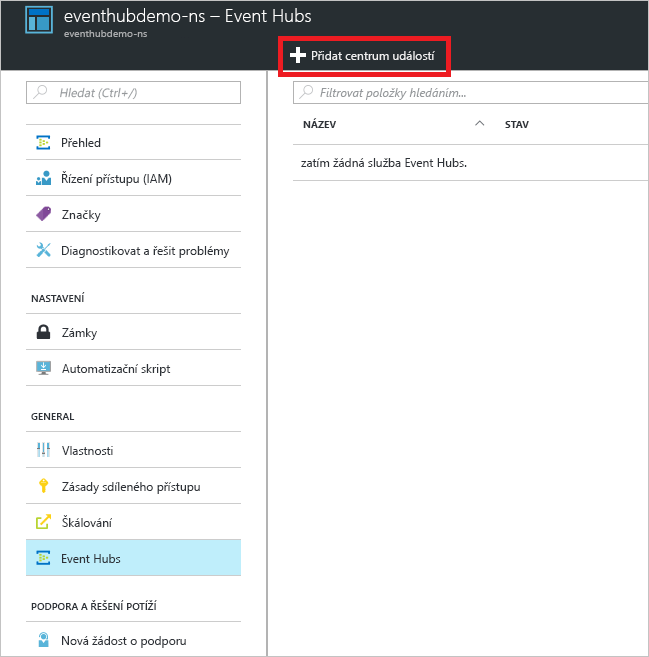 eventhubdemo-ns – Event Hubs
eventhubdemo-ns
Přidat centrum událostí
Hledat (Ctrl+/)
Přehled
Řízení přístupu (IAM)
Značky
Diagnostikovat a řešit problémy
NASTAVENÍ
Zámky
Automatizační skript
GENERAL
Vlastnosti
Zásady sdíleného přístupu
Škálování
Event Hubs
PODPORA A ŘEŠENÍ POTÍŽÍ
Nová žádost o podporu
Filtrovat položky hledáním...
NÁZEV STAV
zatím žádná služba Event Hubs.